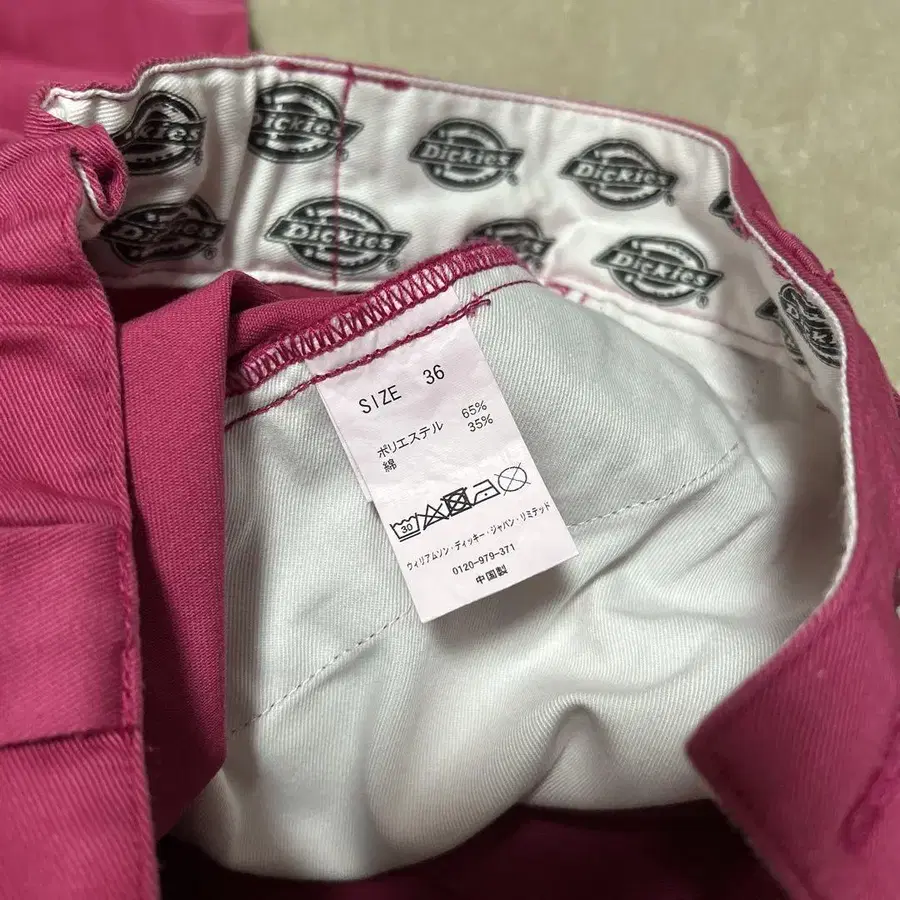 Dickies
Dickies
Dickies
Dickies
Dickies
Dickies
Dickies
SIZE 36
ポリエステル 65%
綿 35%
30
ウィリアムソン・ディッキー・ジャパン・リミテッド
0120-979-371
中国製